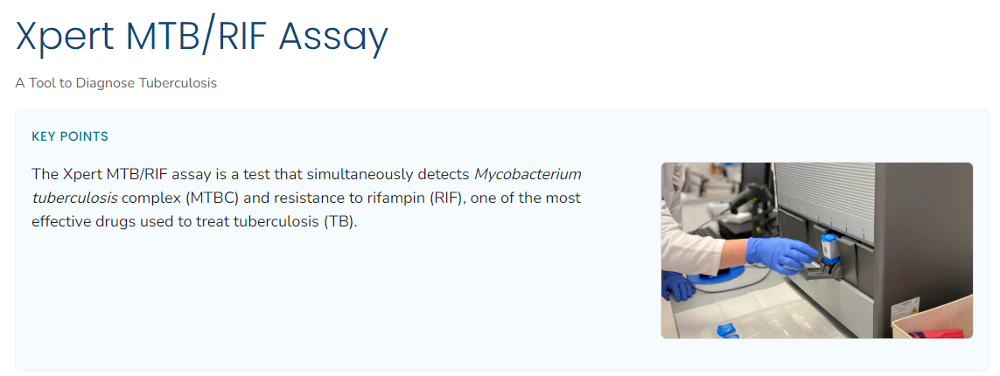 Xpert MTB/RIF Assay
A Tool to Diagnose Tuberculosis
KEY POINTS
The Xpert MTB/RIF assay is a test that simultaneously detects Mycobacterium
tuberculosis complex (MTBC) and resistance to rifampin (RIF), one of the most
effective drugs used to treat tuberculosis (TB).